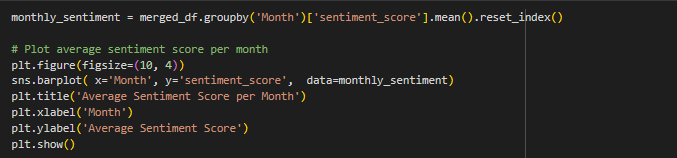 monthly_sentiment = merged_df.groupby('Month')['sentiment_score'].mean().reset_index()
# Plot average sentiment score per month
plt.figure(figsize=(10, 4))
sns.barplot( x='Month', y='sentiment_score',  data=monthly_sentiment)
plt.title('Average Sentiment Score per Month')
plt.xlabel('Month')
plt.ylabel('Average Sentiment Score')
plt.show()